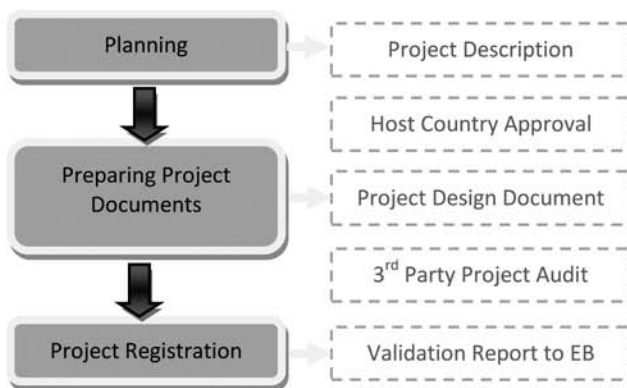 Planning
Project Description
Host Country Approval
Preparing Project
Documents
Project Design Document
3rd Party Project Audit
Project Registration
Validation Report to EB